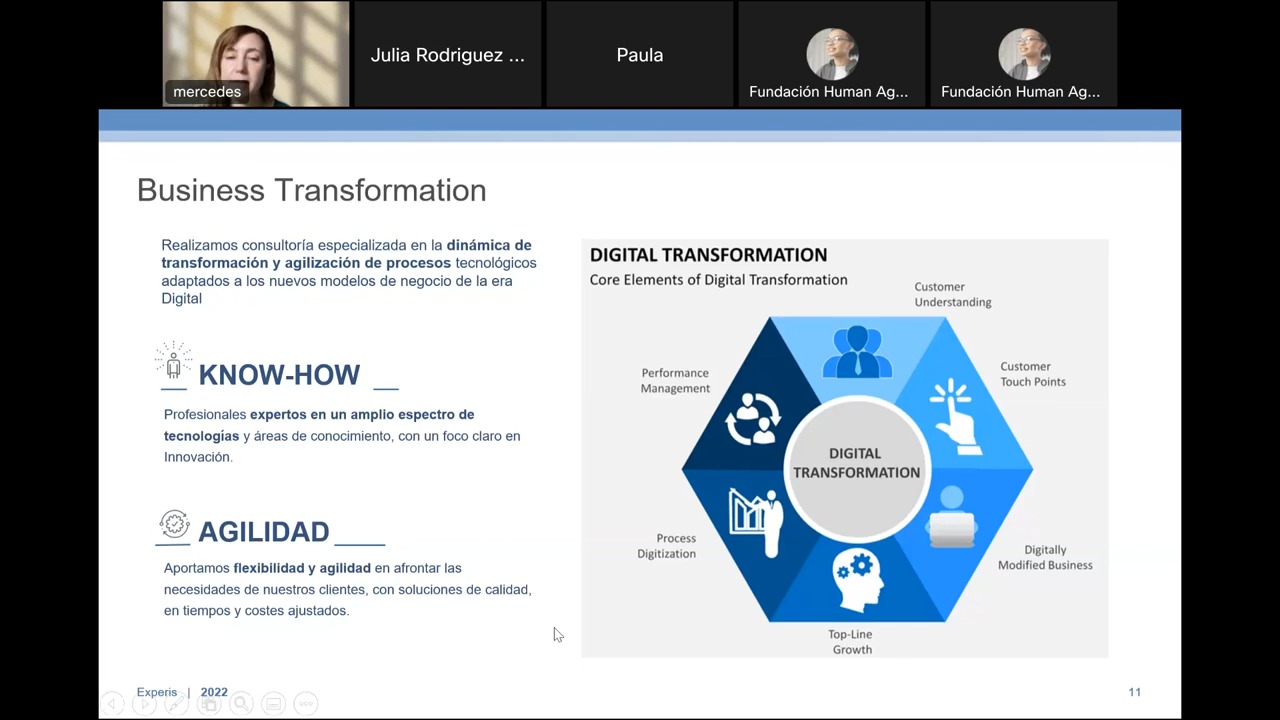 mercedes
Julia Rodriguez ...
Paula
Fundación Human Ag...
Fundación Human Ag...
Business Transformation
Realizamos consultoría especializada en la dinámica de
transformación y agilización de procesos tecnológicos
adaptados a los nuevos modelos de negocio de la era
Digital
KNOW-HOW
Profesionales expertos en un amplio espectro de
tecnologías y áreas de conocimiento, con un foco claro en
Innovación.
AGILIDAD
Aportamos flexibilidad y agilidad en afrontar las
necesidades de nuestros clientes, con soluciones de calidad,
en tiempos y costes ajustados.
DIGITAL TRANSFORMATION
Core Elements of Digital Transformation
Customer
Understanding
Customer
Touch Points
Digitally
Modified Business
Top-Line
Growth
Process
Digitization
Performance
Management
DIGITAL
TRANSFORMATION
Experis | 2022
11